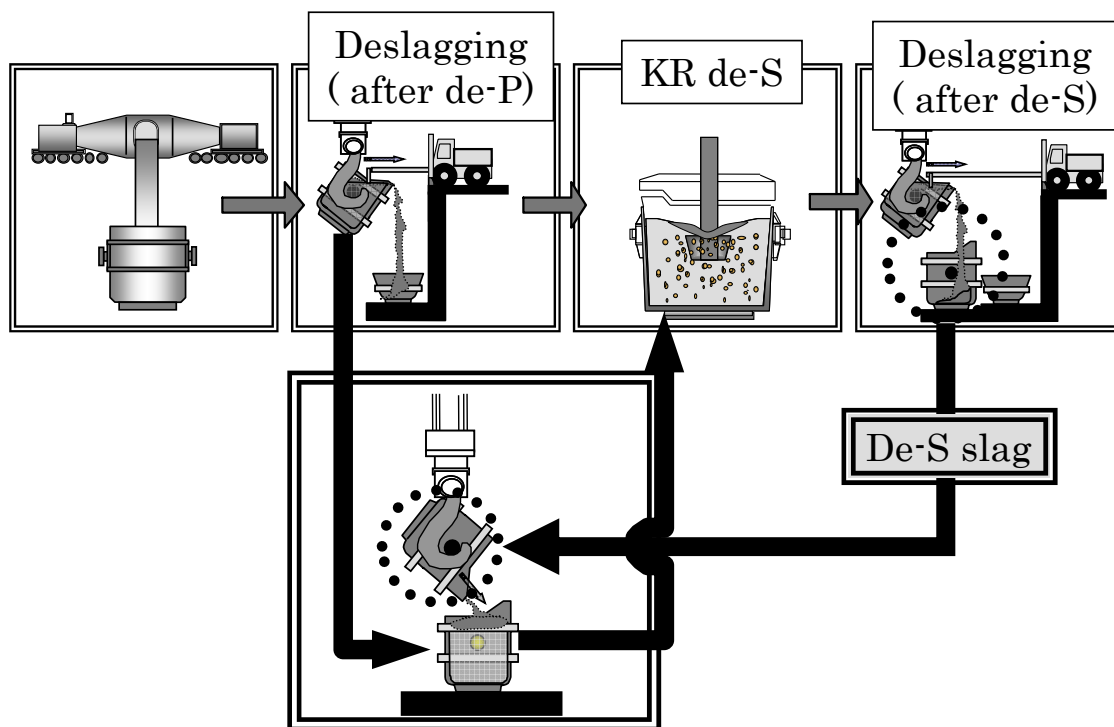 Deslagging
( after de-P)
KR de-S
Deslagging
( after de-S)
De-S slag